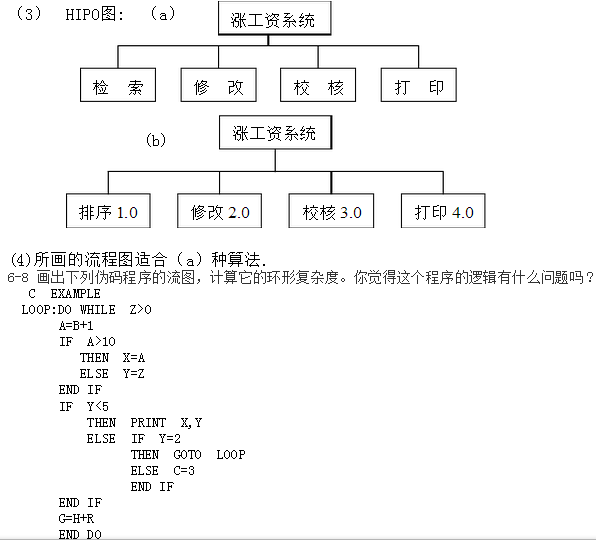 (3) HIPO图: (a)
涨工资系统
检 索 修 改 校 核 打 印
(b)
涨工资系统
排序1.0 修改2.0 校核3.0 打印4.0
(4)所画的流程图适合(a)种算法.
6-8 画出下列伪码程序的流图，计算它的环形复杂度。你觉得这个程序的逻辑有什么问题吗？
C EXAMPLE
LOOP:DO WHILE Z>0
A=B+1
IF A>10
THEN X=A
ELSE Y=Z
END IF
IF Y<5
THEN PRINT X,Y
ELSE IF Y=2
THEN GOTO LOOP
ELSE C=3
END IF
END IF
G=H+R
END DO